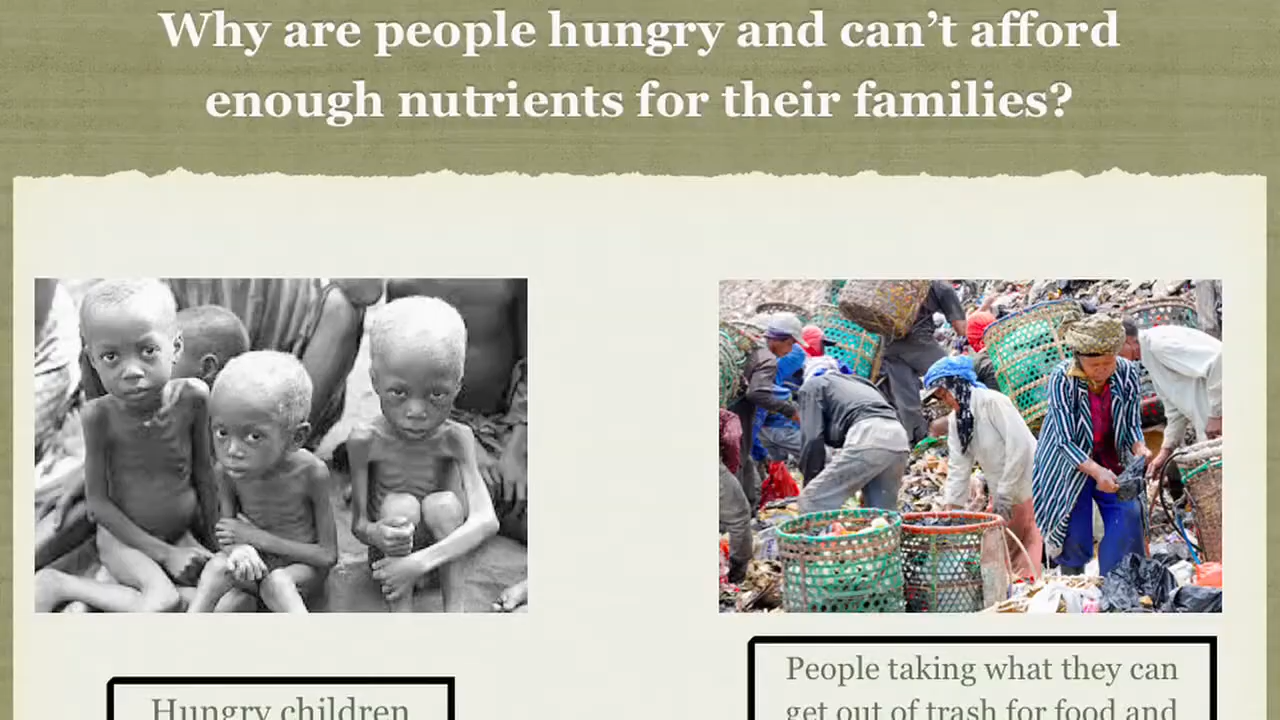 Why are people hungry and can’t afford
enough nutrients for their families?
Hungry children
People taking what they can
get out of trash for food and